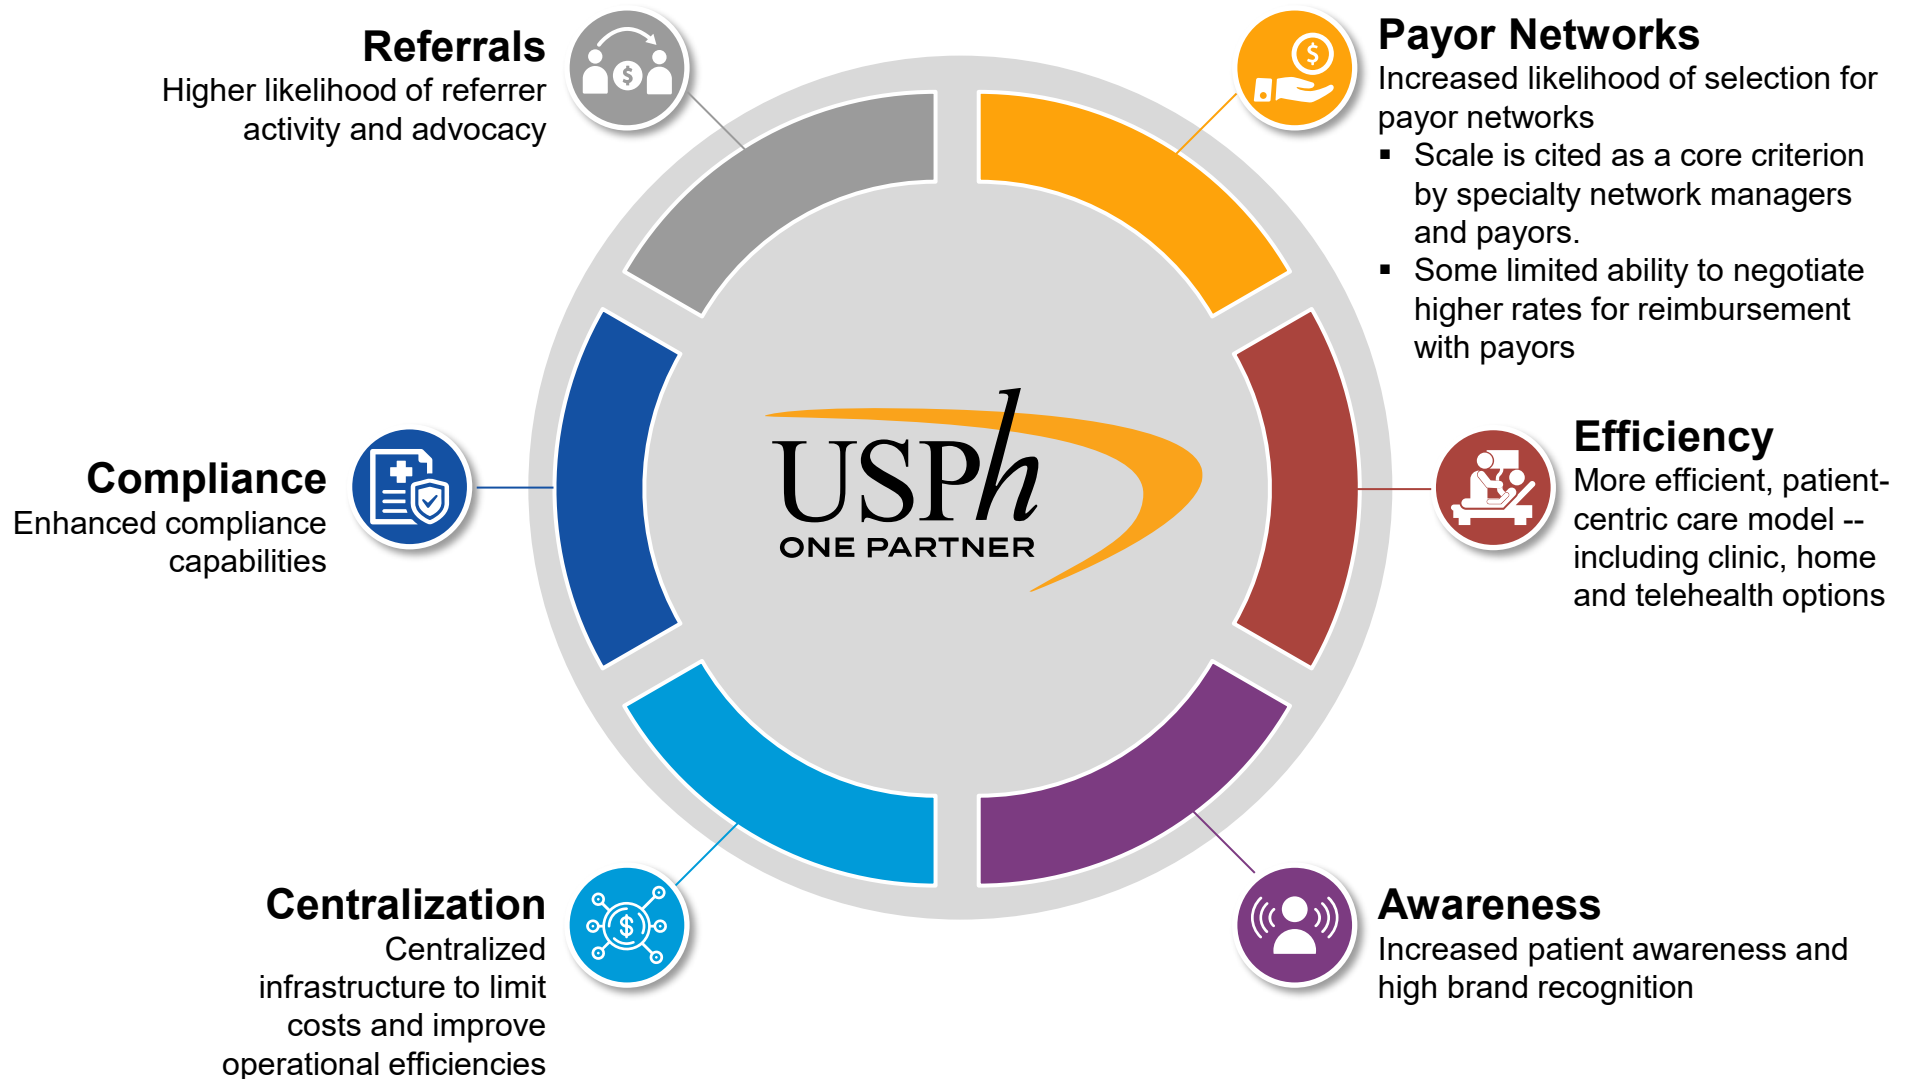 Referrals
Higher likelihood of referrer
activity and advocacy
Payor Networks
Increased likelihood of selection for
payor networks
▪ Scale is cited as a core criterion
by specialty network managers
and payors.
▪ Some limited ability to negotiate
higher rates for reimbursement
with payors
Compliance
Enhanced compliance
capabilities
USPh
ONE PARTNER
Efficiency
More efficient, patient-
centric care model --
including clinic, home
and telehealth options
Centralization
Centralized
infrastructure to limit
costs and improve
operational efficiencies
Awareness
Increased patient awareness and
high brand recognition